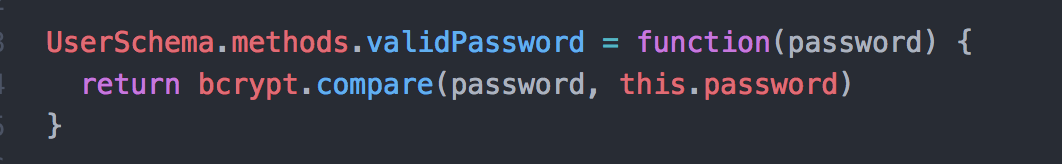 UserSchema.methods.validPassword = function(password) {
return bcrypt.compare(password, this.password)
}